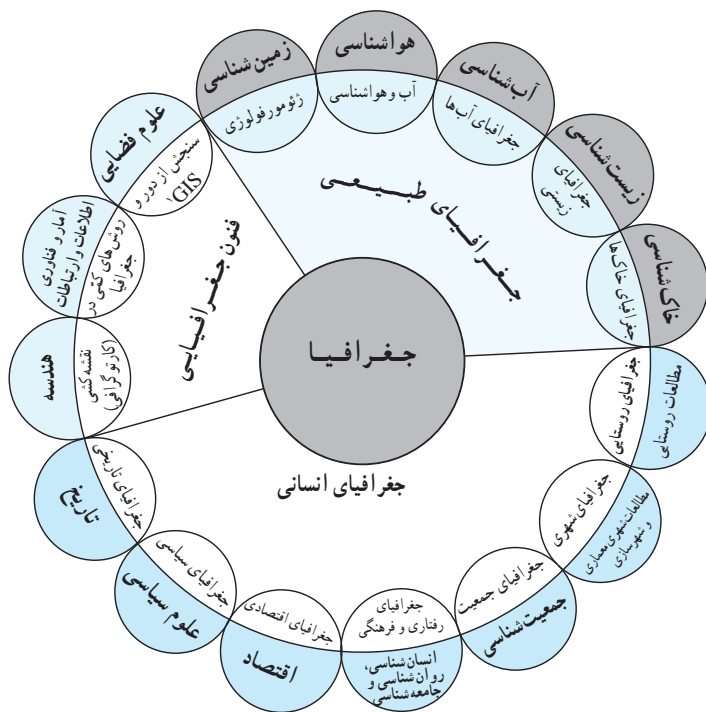 جغرافیا
جغرافیای طبیعی
زمین‌شناسی
ژئومورفولوژی
هواشناسی
آب و هواشناسی
آب‌شناسی
جغرافیای آب‌ها
زیست‌شناسی
جغرافیای
زیستی
خاک‌شناسی
جغرافیای خاک‌ها
جغرافیای انسانی
مطالعات روستایی
جغرافیای روستایی
مطالعات شهری معماری
و شهرسازی
جغرافیای شهری
جمعیت‌شناسی
جغرافیای جمعیت
جغرافیای
رفتاری و فرهنگی
انسان‌شناسی،
روان‌شناسی و
جامعه‌شناسی
جغرافیای اقتصادی
اقتصاد
جغرافیای سیاسی
علوم سیاسی
جغرافیای تاریخی
تاریخ
فنون جغرافیایی
هندسه
نقشه‌کشی
(کارتوگرافی)
آمار و فناوری
اطلاعات و ارتباطات
روش‌های کمّی در
جغرافیا
علوم فضایی
سنجش از دور و
GIS۱